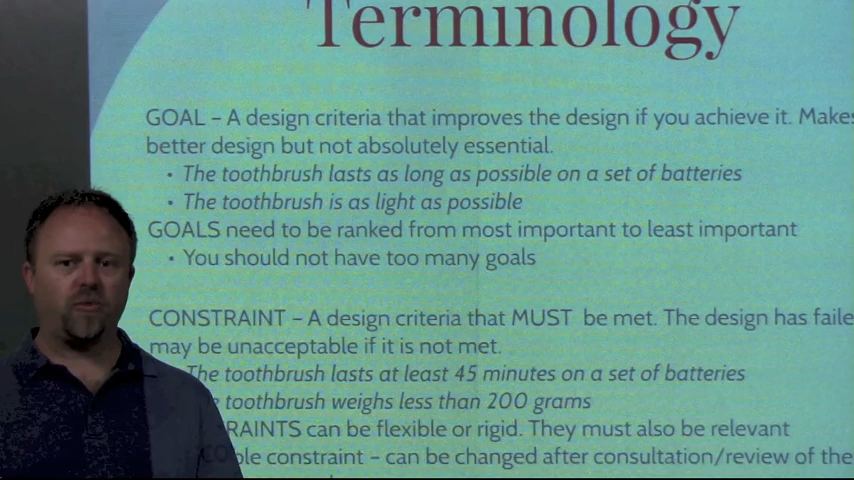 Terminology
GOAL – A design criteria that improves the design if you achieve it. Makes
better design but not absolutely essential.
• The toothbrush lasts as long as possible on a set of batteries
• The toothbrush is as light as possible
GOALS need to be ranked from most important to least important
• You should not have too many goals
CONSTRAINT – A design criteria that MUST be met. The design has faile
may be unacceptable if it is not met.
The toothbrush lasts at least 45 minutes on a set of batteries
toothbrush weighs less than 200 grams
RAINTS can be flexible or rigid. They must also be relevant
ble constraint – can be changed after consultation/review of the